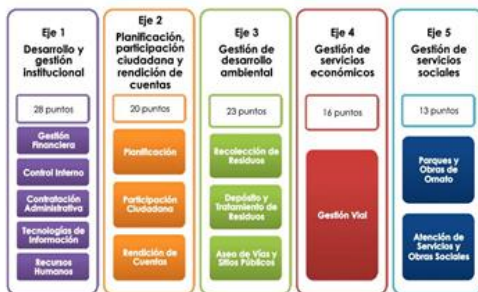 Eje 1
Desarrollo y
gestión
institucional
28 puntos
Gestión
Financiera
Control Interno
Contratación
Administrativa
Tecnologías de
Información
Recursos
Humanos
Eje 2
Planificación,
participación
ciudadana y
rendición de
cuentas
20 puntos
Planificación
Participación
Ciudadana
Rendición de
Cuentas
Eje 3
Gestión de
desarrollo
ambiental
23 puntos
Recolección de
Residuos
Depósito y
Tratamiento de
Residuos
Aseo de Vías y
Sitios Públicos
Eje 4
Gestión de
servicios
económicos
16 puntos
Gestión Vial
Eje 5
Gestión de
servicios
sociales
13 puntos
Parques y
Obras de
Ornato
Atención de
Servicios y
Obras Sociales